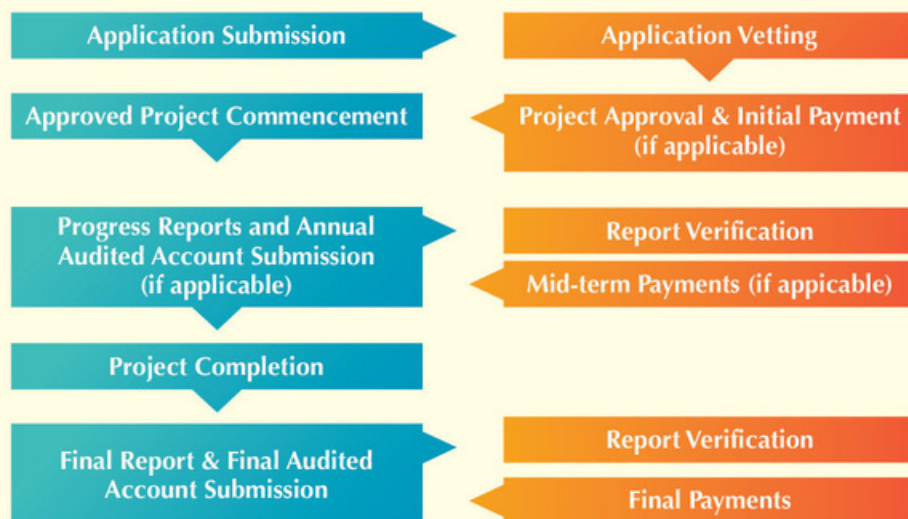 Application Submission
Application Vetting
Approved Project Commencement
Project Approval & Initial Payment
(if applicable)
Progress Reports and Annual
Audited Account Submission
(if applicable)
Report Verification
Mid-term Payments (if appicable)
Project Completion
Final Report & Final Audited
Account Submission
Report Verification
Final Payments